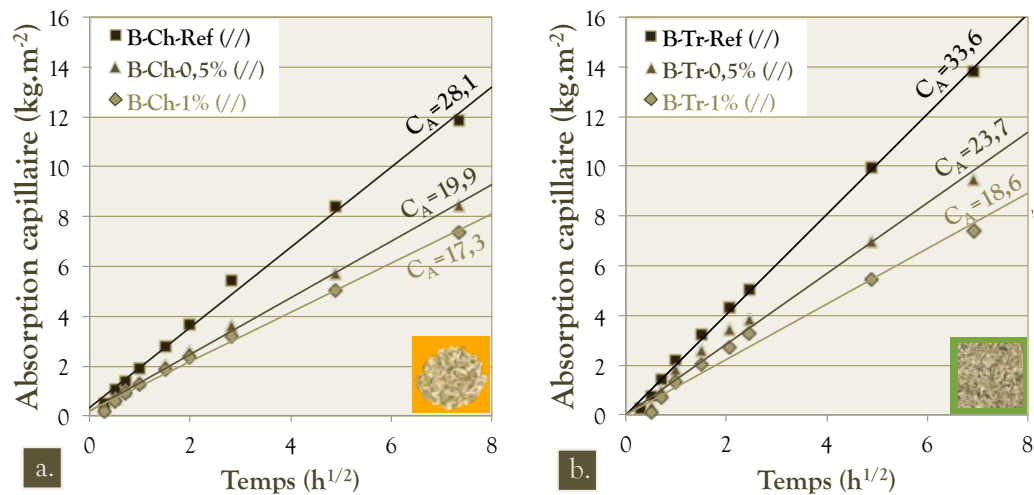 Absorption capillaire (kg.m-2)
16
14
12
10
8
6
4
2
0
B-Ch-Ref (//)
B-Ch-0,5% (//)
B-Ch-1% (//)
CA=28,1
CA=19,9
CA=17,3
0 2 4 6 8
Temps (h1/2)
a.
Absorption capillaire (kg.m-2)
16
14
12
10
8
6
4
2
0
B-Tr-Ref (//)
B-Tr-0,5% (//)
B-Tr-1% (//)
CA=33,6
CA=23,7
CA=18,6
0 2 4 6 8
Temps (h1/2)
b.